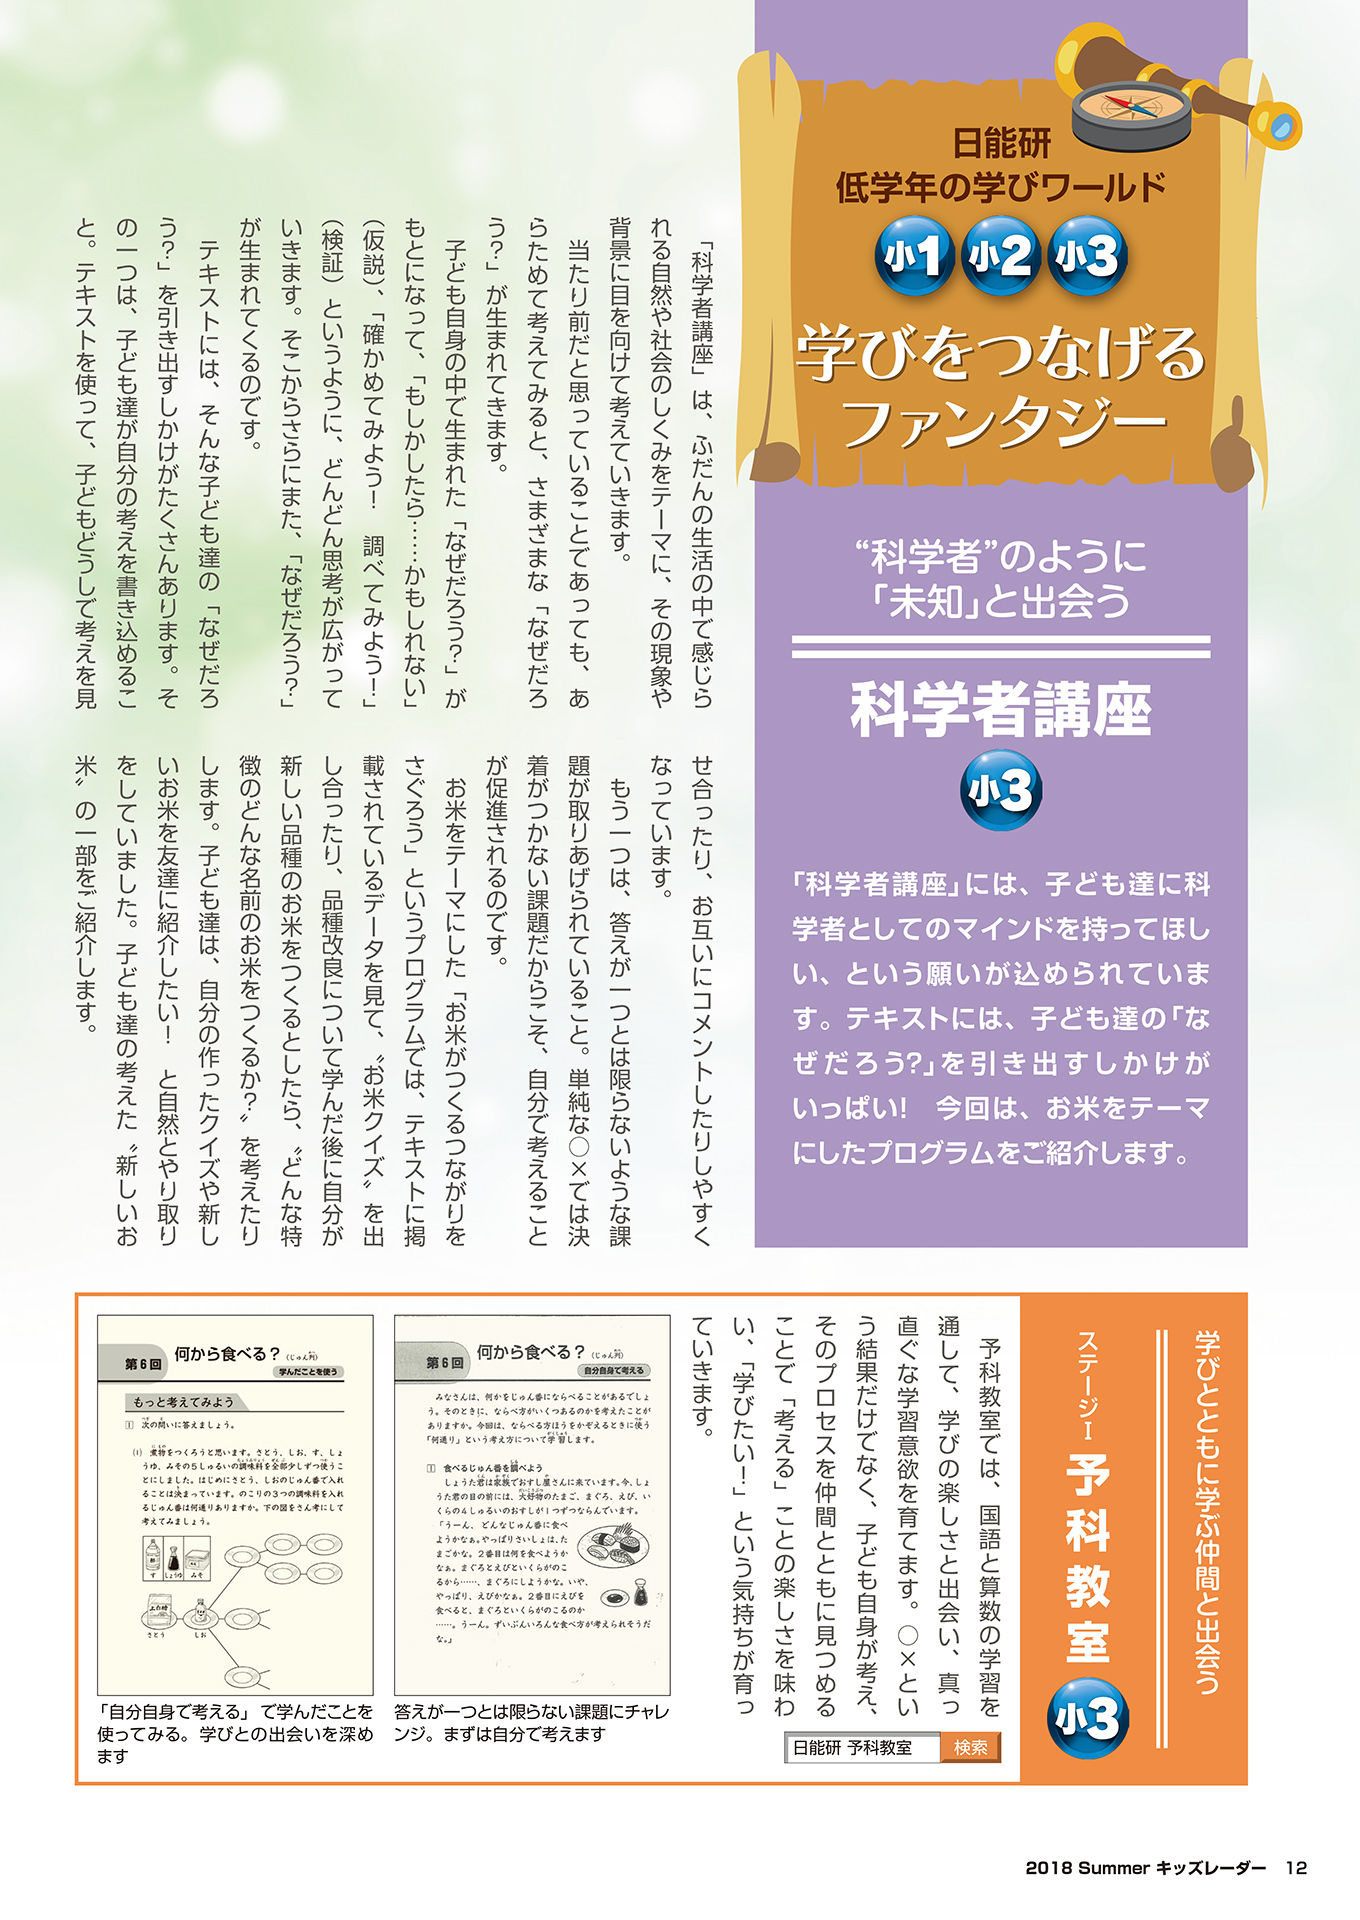 日能研
低学年の学びワールド
小1 小2 小3
学びをつなげる
ファンタジー
“科学者”のように
「未知」と出会う
科学者講座
小3
「科学者講座」には、子ども達に科
学者としてのマインドを持ってほし
い、という願いが込められていま
す。テキストには、子ども達の「な
ぜだろう?」を引き出すしかけが
いっぱい!　今回は、お米をテーマ
にしたプログラムをご紹介します。
「科学者講座」は、ふだんの生活の中で感じら
れる自然や社会のしくみをテーマに、その現象や
背景に目を向けて考えていきます。
当たり前だと思っていることであっても、あ
らためて考えてみると、さまざまな「なぜだろ
う?」が生まれてきます。
子ども自身の中で生まれた「なぜだろう?」が
もとになって、「もしかしたら……かもしれない」
（仮説）、「確かめてみよう!　調べてみよう!」
（検証）というように、どんどん思考が広がって
いきます。そこからさらにまた、「なぜだろう?」
が生まれてくるのです。
テキストには、そんな子ども達の「なぜだろ
う?」を引き出すしかけがたくさんあります。そ
の一つは、子ども達が自分の考えを書き込めるこ
と。テキストを使って、子どもどうしで考えを見
せ合ったり、お互いにコメントしたりしやすく
なっています。
もう一つは、答えが一つとは限らないような課
題が取りあげられていること。単純な○×では決
着がつかない課題だからこそ、自分で考えること
が促進されるのです。
お米をテーマにした「お米がつくるつながりを
さぐろう」というプログラムでは、テキストに掲
載されているデータを見て、〝お米クイズ〟を出
し合ったり、品種改良について学んだ後に自分が
新しい品種のお米をつくるとしたら、〝どんな特
徴のどんな名前のお米をつくるか?〟を考えたり
します。子ども達は、自分の作ったクイズや新し
いお米を友達に紹介したい!　と自然とやり取り
をしていました。子ども達の考えた〝新しいお
米〟の一部をご紹介します。
学びとともに学ぶ仲間と出会う
ステージⅠ 予科教室 小3
予科教室では、国語と算数の学習を
通して、学びの楽しさと出会い、真っ
直ぐな学習意欲を育てます。○×とい
う結果だけでなく、子ども自身が考え、
そのプロセスを仲間とともに見つめる
ことで「考える」ことの楽しさを味わ
い、「学びたい!」という気持ちが育っ
ていきます。
日能研 予科教室 検索
第6回 何から食べる?（じゅん列）
自分自身で考える
みなさんは、何かをじゅん番にならべることがあるでしょ
う。そのときに、ならべ方がいくつあるのかを考えたことが
ありますか。今回は、ならべる方ほうをかぞえるときに使う
「何通り」という考え方について学習します。
1 食べるじゅん番を調べよう
しょうた君は家族でおすし屋さんに来ています。今、しょ
うた君の目の前には、大好物のたまご、まぐろ、えび、い
くらの4しゅるいのおすしが1つずつならんでいます。
「うーん、どんなじゅん番に食べ
ようかなぁ。やっぱりさいしょは、た
まごかな。2番目は何を食べようか
なぁ。まぐろとえびといくらがのこ
るから……、まぐろにしようかな。いや、
やっぱり、えびかなぁ。2番目にえびを
食べると、まぐろといくらがのこるのか
……。うーん。ずいぶんいろんな食べ方が考えられそうだ
な。」
答えが一つとは限らない課題にチャレ
ンジ。まずは自分で考えます
第6回 何から食べる?（じゅん列）
学んだことを使う
もっと考えてみよう
1 次の問いに答えましょう。
(1) 煮物をつくろうと思います。さとう、しお、す、しょ
うゆ、みその5しゅるいの調味料を全部少しずつ使うこ
とにしました。はじめにさとう、しおのじゅん番で入れ
ることは決まっています。のこりの3つの調味料を入れ
るじゅん番は何通りありますか。下の図をさん考にして
考えてみましょう。
す しょうゆ みそ
さとう しお
「自分自身で考える」で学んだことを
使ってみる。学びとの出会いを深め
ます
2018 Summer キッズレーダー 12